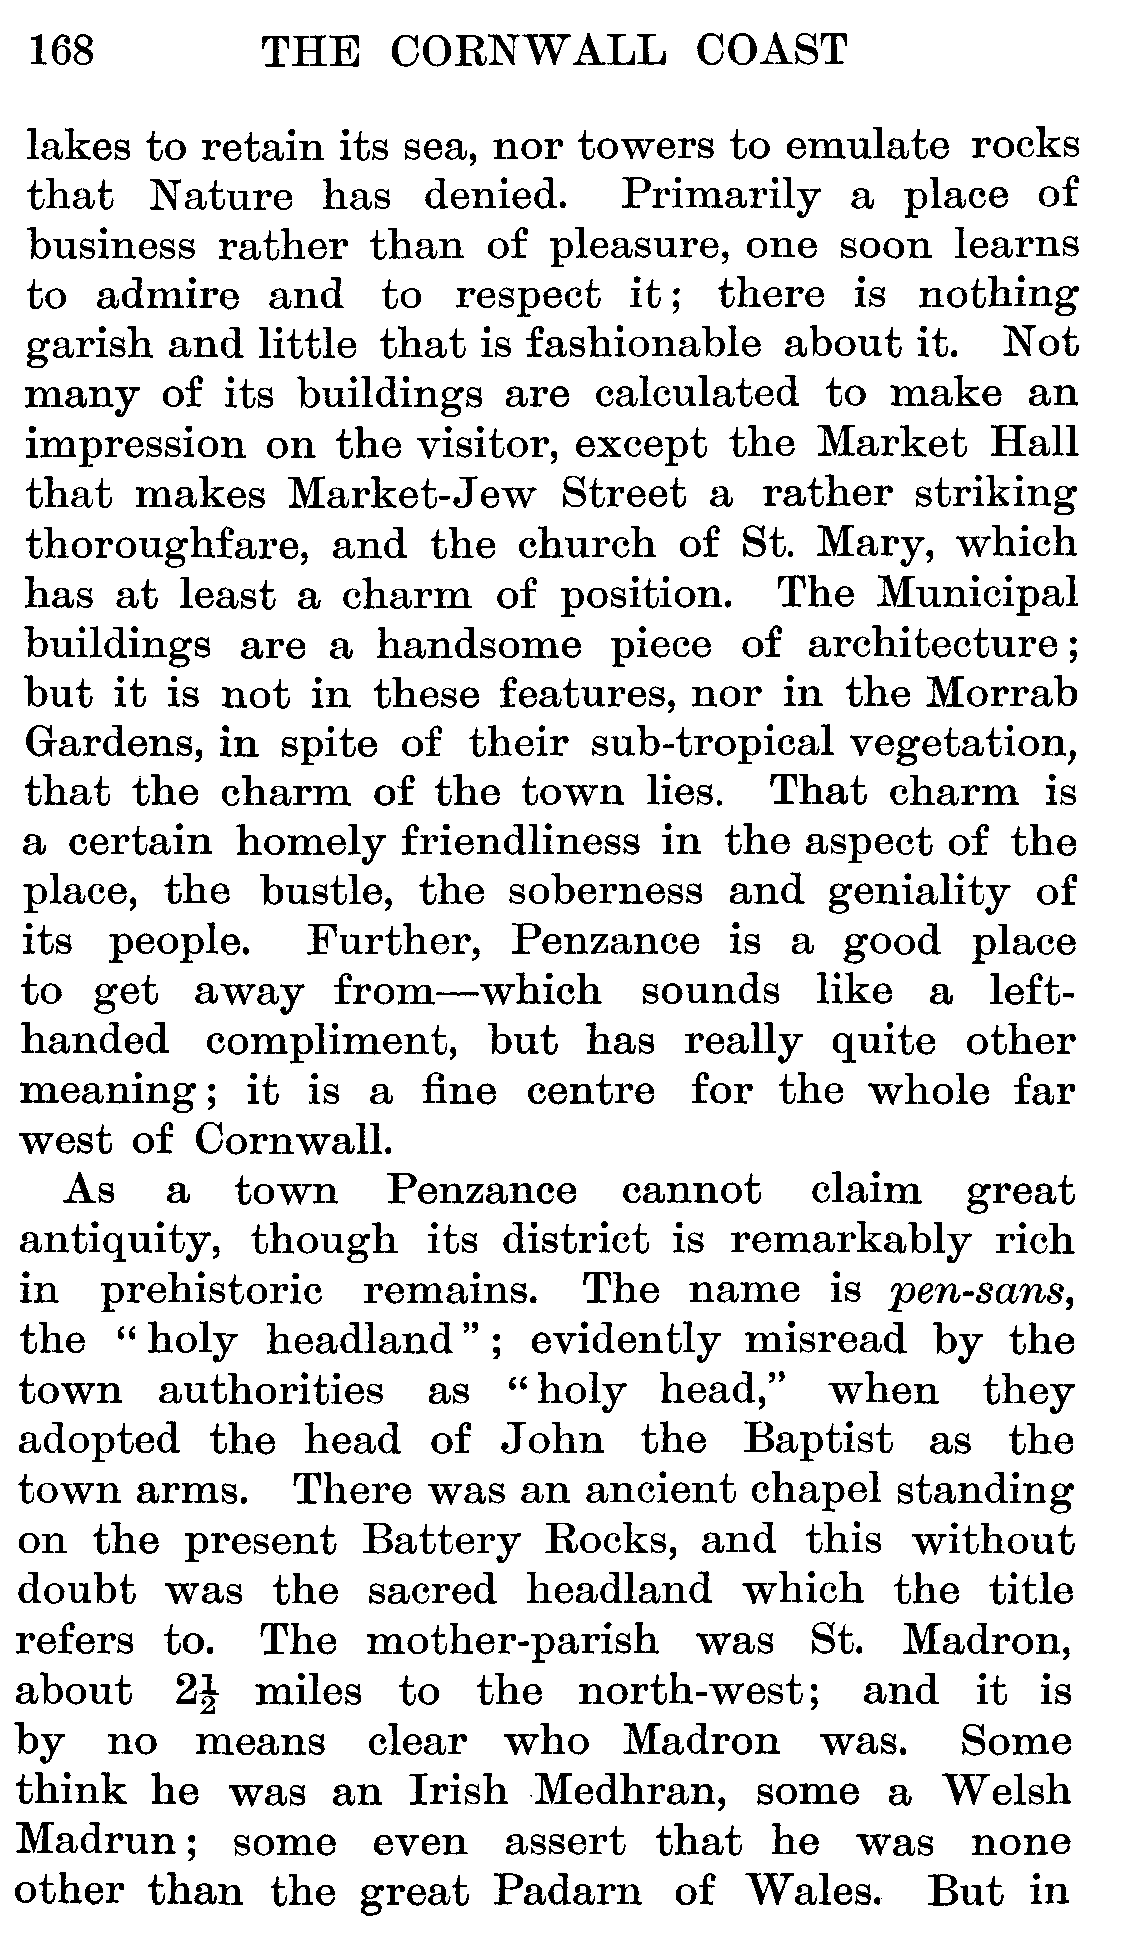 168 THE CORNWALL COAST
lakes to retain its sea, nor towers to emulate rocks
that Nature has denied. Primarily a place of
business rather than of pleasure, one soon learns
to admire and to respect it; there is nothing
garish and little that is fashionable about it. Not
many of its buildings are calculated to make an
impression on the visitor, except the Market Hall
that makes Market-Jew Street a rather striking
thoroughfare, and the church of St. Mary, which
has at least a charm of position. The Municipal
buildings are a handsome piece of architecture;
but it is not in these features, nor in the Morrab
Gardens, in spite of their sub-tropical vegetation,
that the charm of the town lies. That charm is
a certain homely friendliness in the aspect of the
place, the bustle, the soberness and geniality of
its people. Further, Penzance is a good place
to get away from—which sounds like a left-
handed compliment, but has really quite other
meaning; it is a fine centre for the whole far
west of Cornwall.
As a town Penzance cannot claim great
antiquity, though its district is remarkably rich
in prehistoric remains. The name is pen-sans,
the “holy headland”; evidently misread by the
town authorities as “holy head,” when they
adopted the head of John the Baptist as the
town arms. There was an ancient chapel standing
on the present Battery Rocks, and this without
doubt was the sacred headland which the title
refers to. The mother-parish was St. Madron,
about 2½ miles to the north-west; and it is
by no means clear who Madron was. Some
think he was an Irish Medhran, some a Welsh
Madrun; some even assert that he was none
other than the great Padarn of Wales. But in